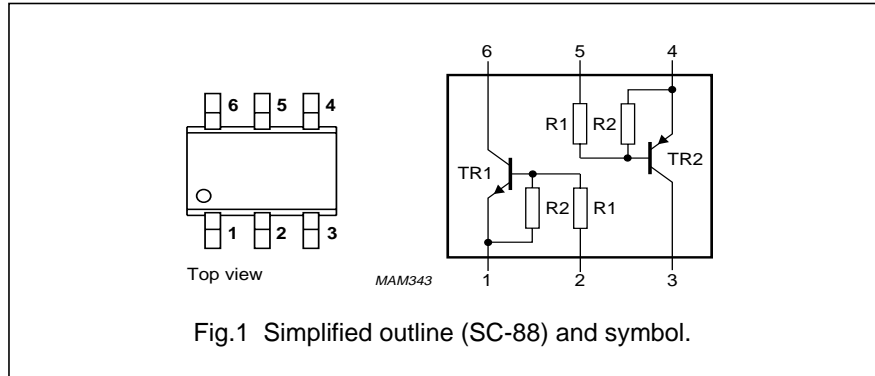 6 5 4
6 5 4
R1 R2
TR2
TR1
R2 R1
1 2 3
Top view
MAM343
1 2 3
Fig.1 Simplified outline (SC-88) and symbol.